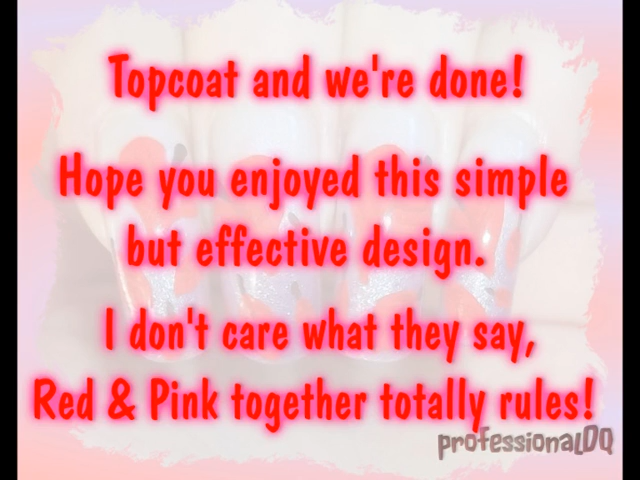 Topcoat and we're done!
Hope you enjoyed this simple
but effective design.
I don't care what they say,
Red & Pink together totally rules!
professionalDQ